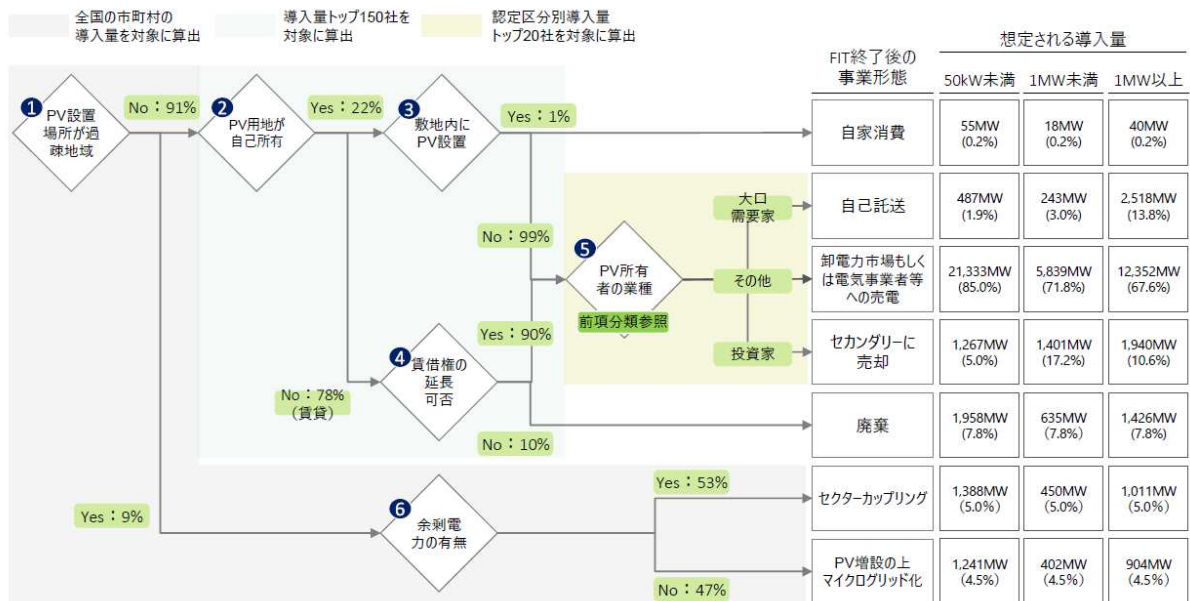 全国の市町村の
導入量を対象に算出
導入量トップ150社を
対象に算出
認定区分別導入量
トップ20社を対象に算出
FIT終了後の
事業形態
想定される導入量
50kW未満
1MW未満
1MW以上
❶
PV設置
場所が過
疎地域
No：91%
❷
PV用地が
自己所有
Yes：22%
❸
敷地内に
PV設置
Yes：1%
自家消費
55MW
(0.2%)
18MW
(0.2%)
40MW
(0.2%)
No：99%
❺
PV所有
者の業種
前項分類参照
大口
需要家
その他
投資家
自己託送
487MW
(1.9%)
243MW
(3.0%)
2,518MW
(13.8%)
卸電力市場もしく
は電気事業者等
への売電
21,333MW
(85.0%)
5,839MW
(71.8%)
12,352MW
(67.6%)
Yes：90%
❹
賃借権の
延長
可否
No：78%
（賃貸）
No：10%
セカンダリーに
売却
1,267MW
(5.0%)
1,401MW
(17.2%)
1,940MW
(10.6%)
廃棄
1,958MW
(7.8%)
635MW
(7.8%)
1,426MW
(7.8%)
Yes：9%
❻
余剰電
力の有無
Yes：53%
セクターカップリング
1,388MW
(5.0%)
450MW
(5.0%)
1,011MW
(5.0%)
No：47%
PV増設の上
マイクログリッド化
1,241MW
(4.5%)
402MW
(4.5%)
904MW
(4.5%)